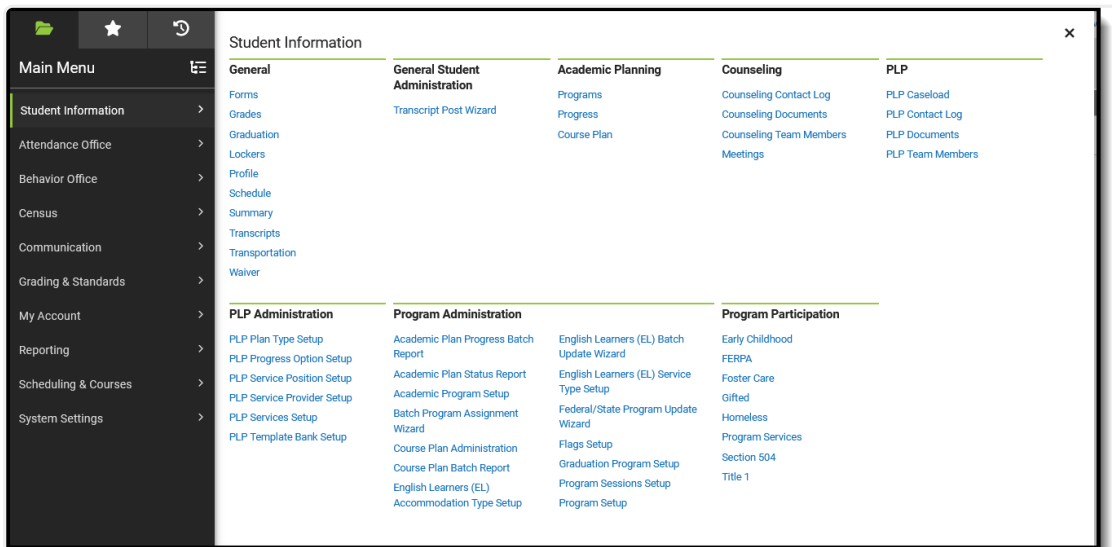 Main Menu
Student Information
Attendance Office
Behavior Office
Census
Communication
Grading & Standards
My Account
Reporting
Scheduling & Courses
System Settings
Student Information
General
Forms
Grades
Graduation
Lockers
Profile
Schedule
Summary
Transcripts
Transportation
Waiver
General Student
Administration
Transcript Post Wizard
Academic Planning
Programs
Progress
Course Plan
Counseling
Counseling Contact Log
Counseling Documents
Counseling Team Members
Meetings
PLP
PLP Caseload
PLP Contact Log
PLP Documents
PLP Team Members
PLP Administration
PLP Plan Type Setup
PLP Progress Option Setup
PLP Service Position Setup
PLP Service Provider Setup
PLP Services Setup
PLP Template Bank Setup
Program Administration
Academic Plan Progress Batch
Report
Academic Plan Status Report
Academic Program Setup
Batch Program Assignment
Wizard
Course Plan Administration
Course Plan Batch Report
English Learners (EL)
Accommodation Type Setup
English Learners (EL) Batch
Update Wizard
English Learners (EL) Service
Type Setup
Federal/State Program Update
Wizard
Flags Setup
Graduation Program Setup
Program Sessions Setup
Program Setup
Program Participation
Early Childhood
FERPA
Foster Care
Gifted
Homeless
Program Services
Section 504
Title 1